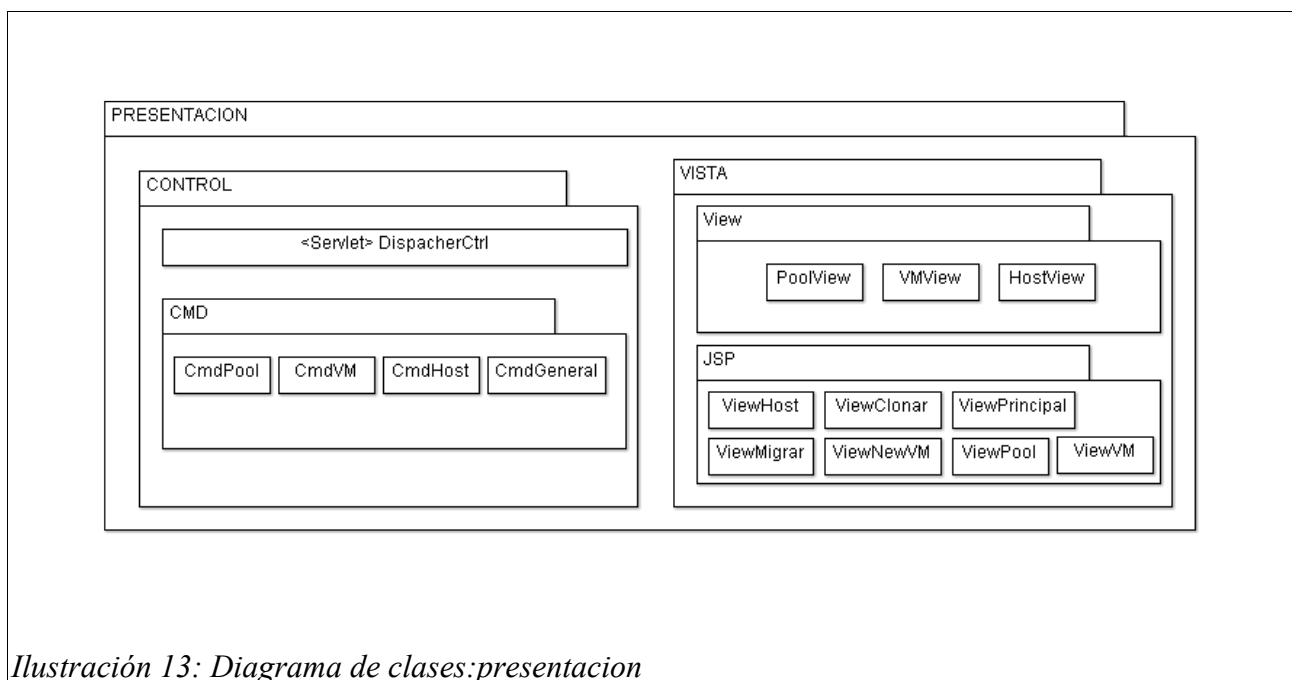 PRESENTACION
CONTROL
<Servlet> DispacherCtrl
CMD
CmdPool CmdVM CmdHost CmdGeneral
VISTA
View
PoolView VMView HostView
JSP
ViewHost ViewClonar ViewPrincipal
ViewMigrar ViewNewVM ViewPool ViewVM
Ilustración 13: Diagrama de clases:presentacion